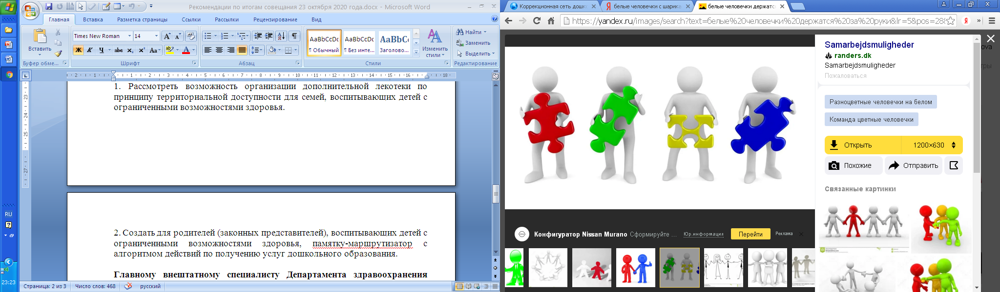 Рекомендации по итогам совещания 23 октября 2020 года.docx - Microsoft Word
Главная Вставка Разметка страницы Ссылки Рассылки Рецензирование Вид
Вставить
Times New Roman 14
Ж К Ч abc x₂ x² Aa
AaBbCcDc AaBbCcDc AaBbCc
¶ Обычный ¶ Без инте... Заголово...
Изменить стили
Найти
Заменить
Выделить
Буфер обме... Шрифт Абзац Стили Редактирование
1. Рассмотреть возможность организации дополнительной лекотеки по
принципу территориальной доступности для семей, воспитывающих детей с
ограниченными возможностями здоровья.
2. Создать для родителей (законных представителей), воспитывающих детей с
ограниченными возможностями здоровья, памятку-маршрутизатор с
алгоритмом действий по получению услуг дошкольного образования.
Главному внештатному специалисту Департамента здравоохранения
Страница: 2 из 3 Число слов: 468 русский
RU
23:23
Коррекционная сеть дошк белые человечки с шарика белые человечки держатс
https://yandex.ru/images/search?text=белые%20человечки%20держатся%20за%20руки&lr=5&pos=28
Samarbejdsmuligheder
randers.dk
Samarbejdsmuligheder
Пожаловаться
Разноцветные человечки на белом
Команда цветные человечки
Открыть 1200×630
Похожие Отправить
Связанные картинки
Конфигуратор Nissan Murano Сформируйте ... Юр.информация Перейти Реклама